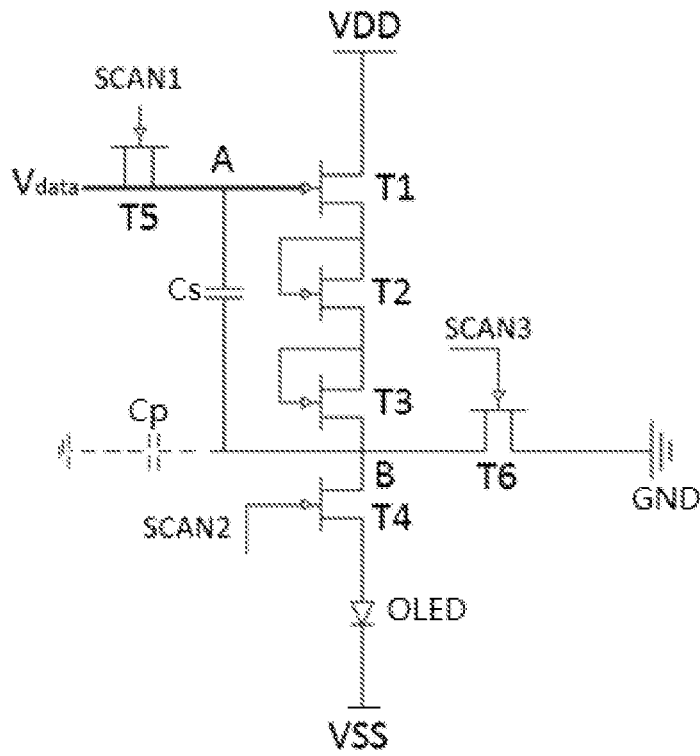 VDD
SCAN1
A
Vdata
T5
T1
Cs
T2
SCAN3
T3
Cp
B
T6
GND
SCAN2
T4
OLED
VSS